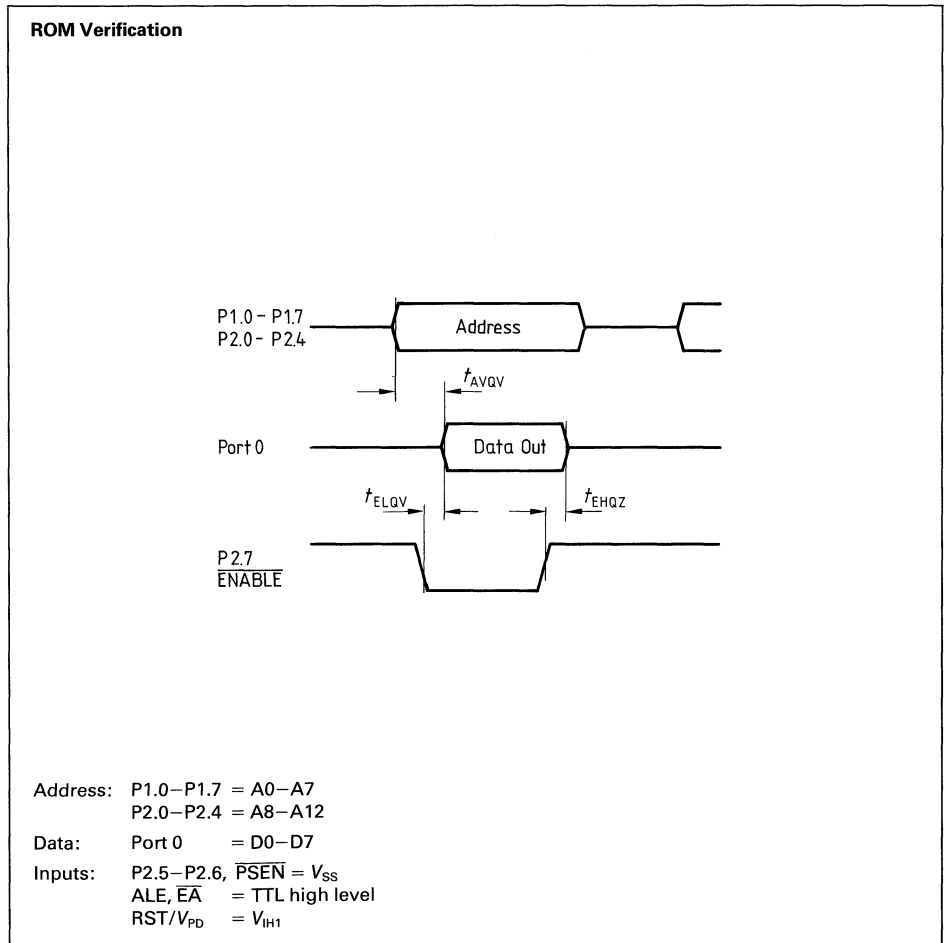 ROM Verification
P1.0 – P1.7
P2.0 – P2.4
Address
tAVQV
Port 0
Data Out
tELQV
tEHQZ
P2.7
ENABLE
Address: P1.0–P1.7 = A0–A7
P2.0–P2.4 = A8–A12
Data: Port 0 = D0–D7
Inputs: P2.5–P2.6, PSEN = VSS
ALE, EA = TTL high level
RST/VPD = VIH1